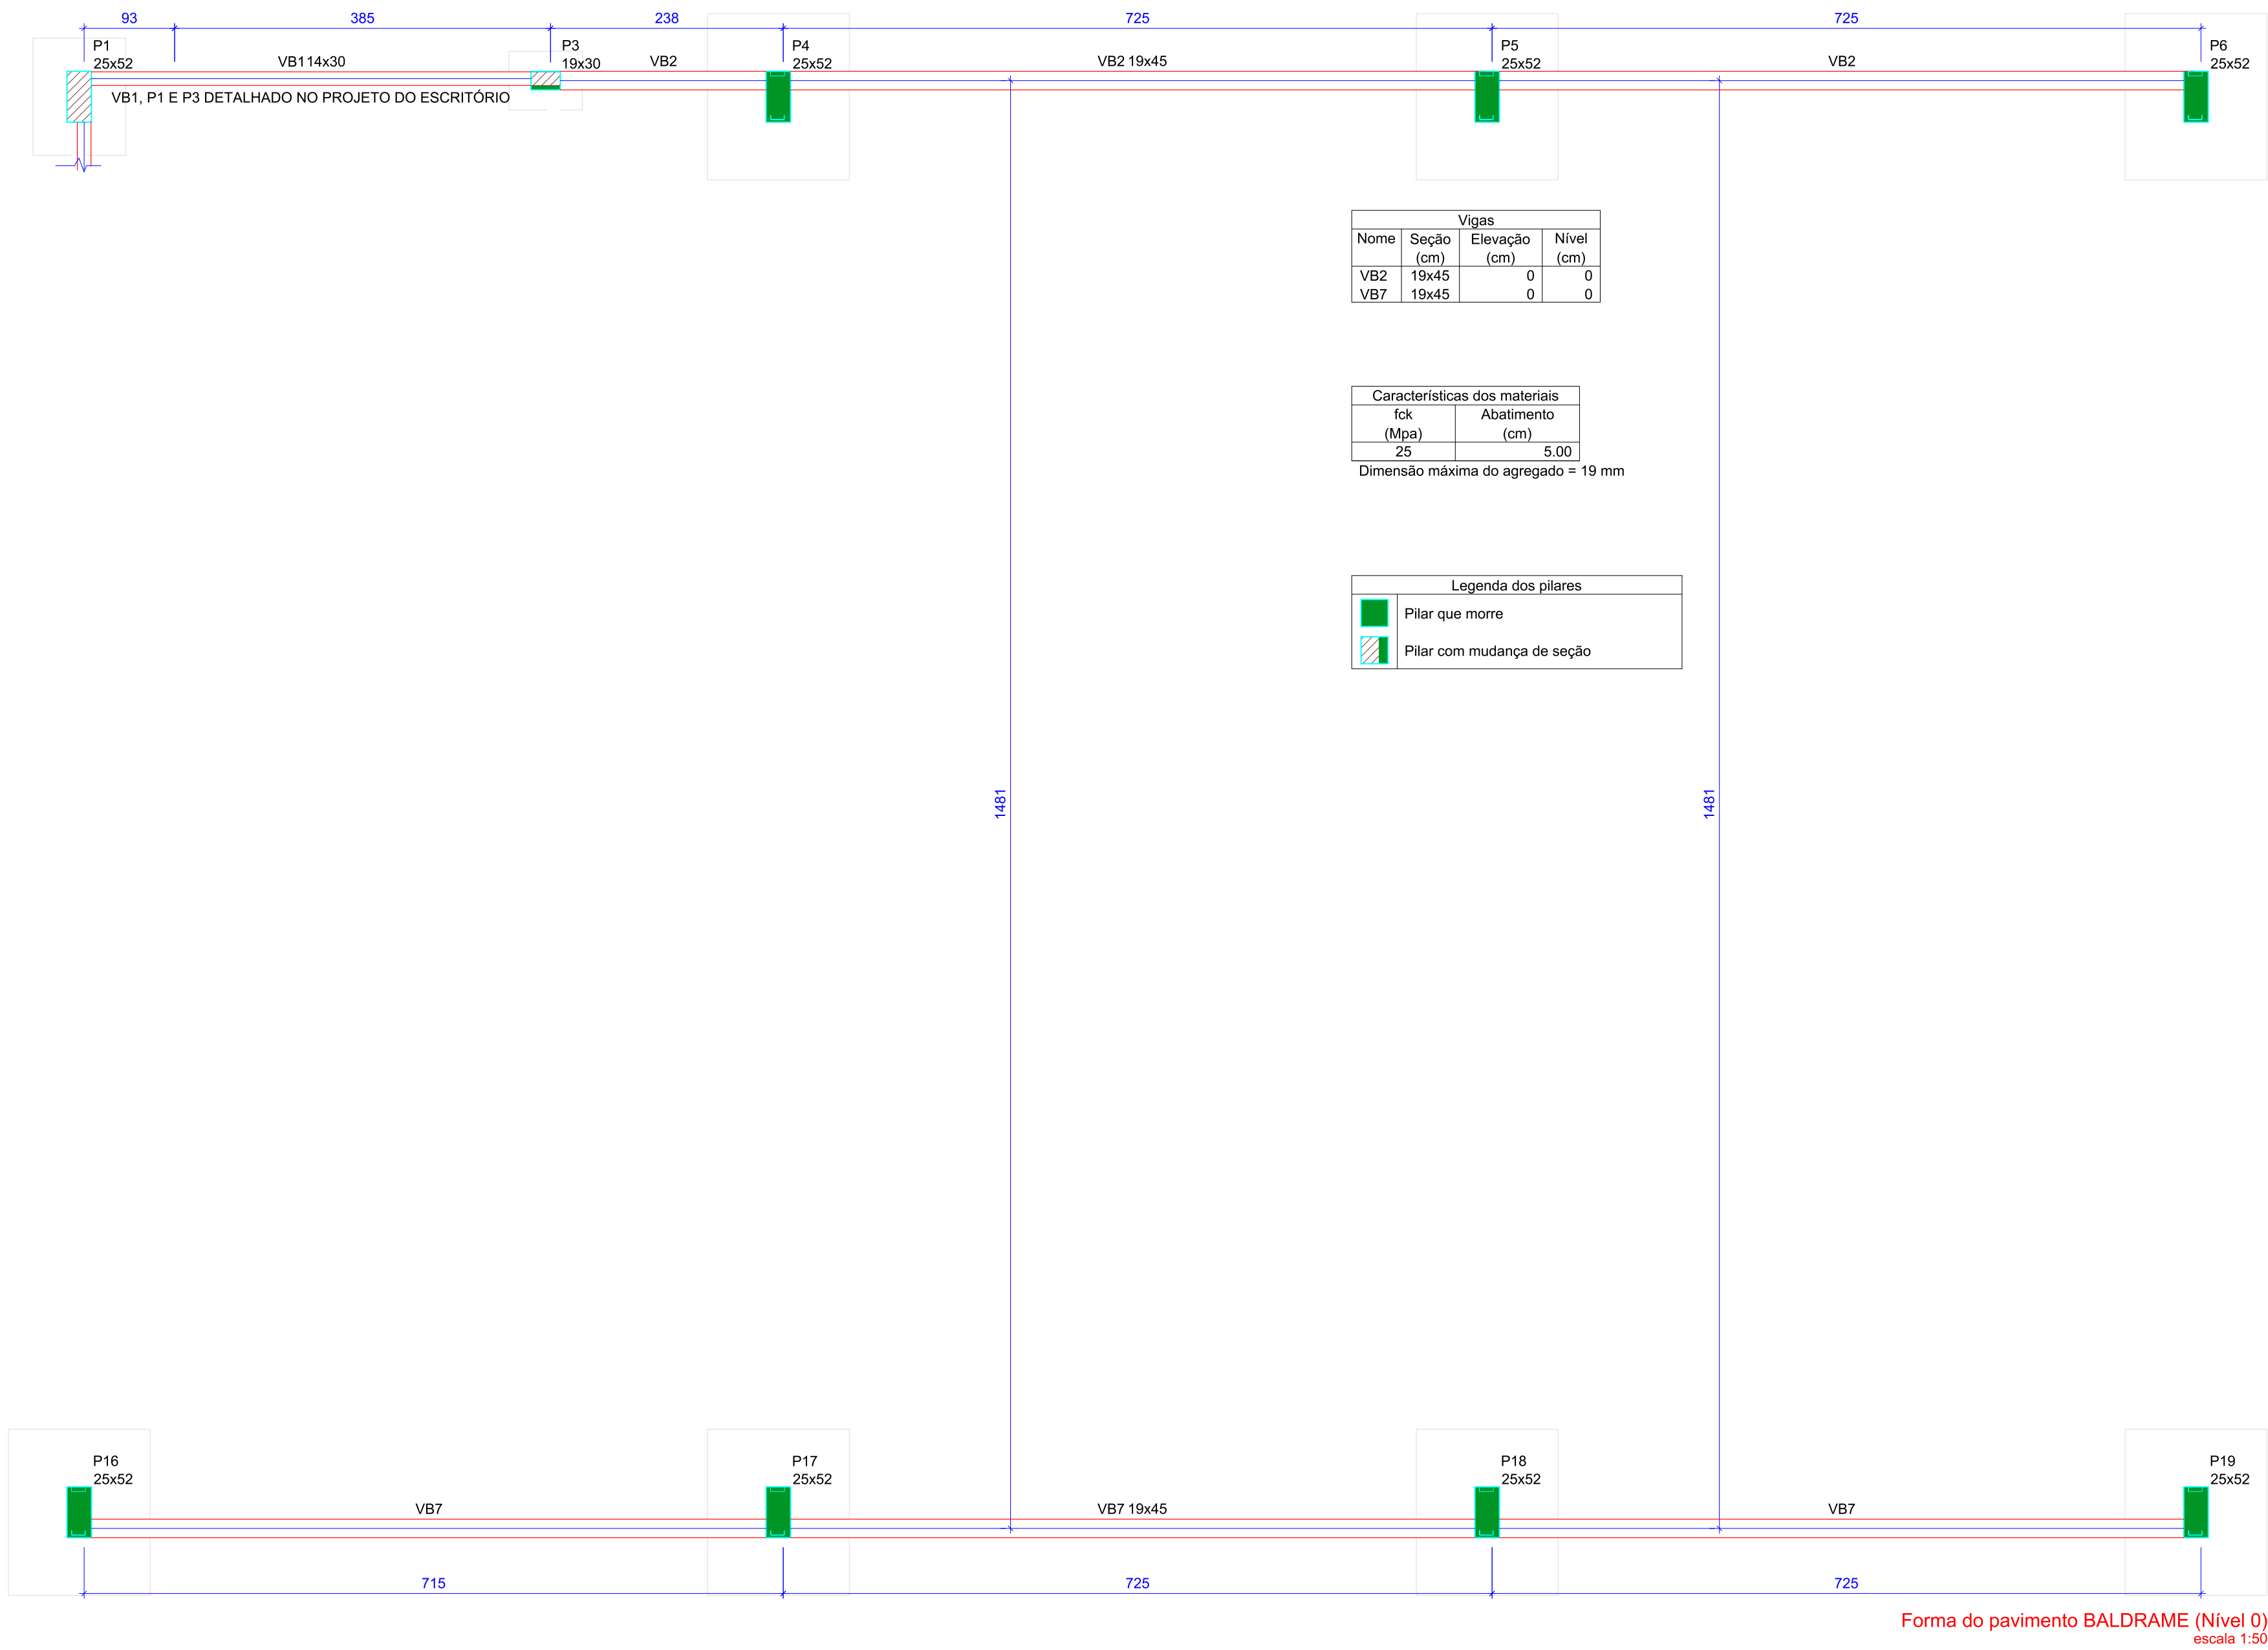 93 385 238 725 725
P1 P3 P4 P5 P6
25x52 VB1 14x30 19x30 VB2 25x52 VB2 19x45 25x52 VB2 25x52
VB1, P1 E P3 DETALHADO NO PROJETO DO ESCRITÓRIO
Vigas
Nome Seção Elevação Nível
(cm) (cm) (cm)
VB2 19x45 0 0
VB7 19x45 0 0
Características dos materiais
fck Abatimento
(Mpa) (cm)
25 5.00
Dimensão máxima do agregado = 19 mm
Legenda dos pilares
Pilar que morre
Pilar com mudança de seção
1481 1481
P16 P17 P18 P19
25x52 25x52 25x52 25x52
VB7 VB7 19x45 VB7
715 725 725
Forma do pavimento BALDRAME (Nível 0)
escala 1:50